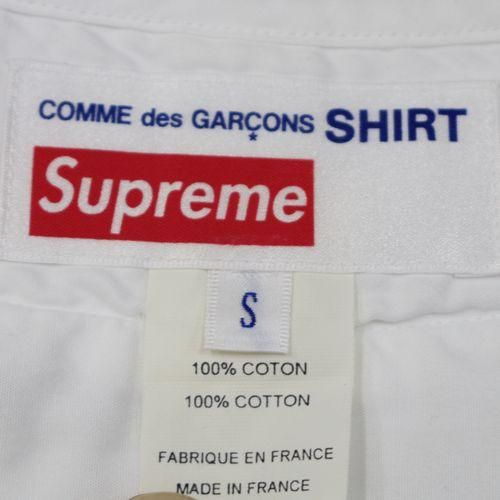 COMME des GARÇONS SHIRT
Supreme
S
100% COTON
100% COTTON
FABRIQUE EN FRANCE
MADE IN FRANCE